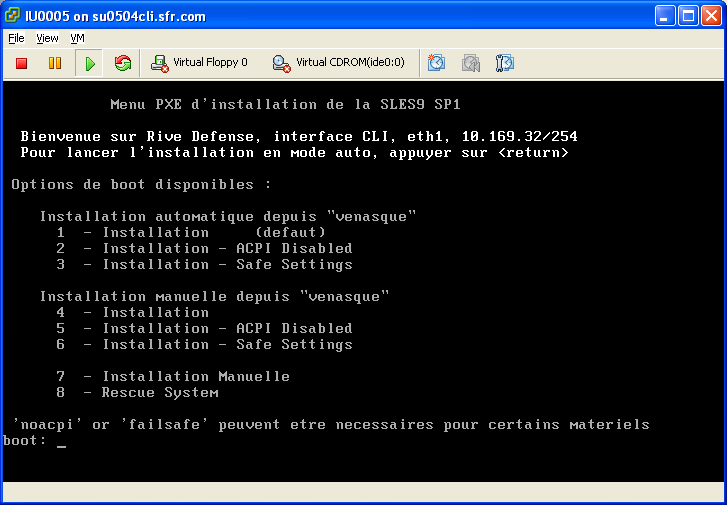 IU0005 on su0504cli.sfr.com
File View VM
Virtual Floppy 0 Virtual CDROM(ide0:0)
Menu PXE d'installation de la SLES9 SP1
Bienvenue sur Rive Defense, interface CLI, eth1, 10.169.32/254
Pour lancer l'installation en mode auto, appuyer sur <return>
Options de boot disponibles :
Installation automatique depuis "venasque"
1 - Installation (defaut)
2 - Installation - ACPI Disabled
3 - Installation - Safe Settings
Installation manuelle depuis "venasque"
4 - Installation
5 - Installation - ACPI Disabled
6 - Installation - Safe Settings
7 - Installation Manuelle
8 - Rescue System
'noacpi' or 'failsafe' peuvent etre necessaires pour certains materiels
boot: _